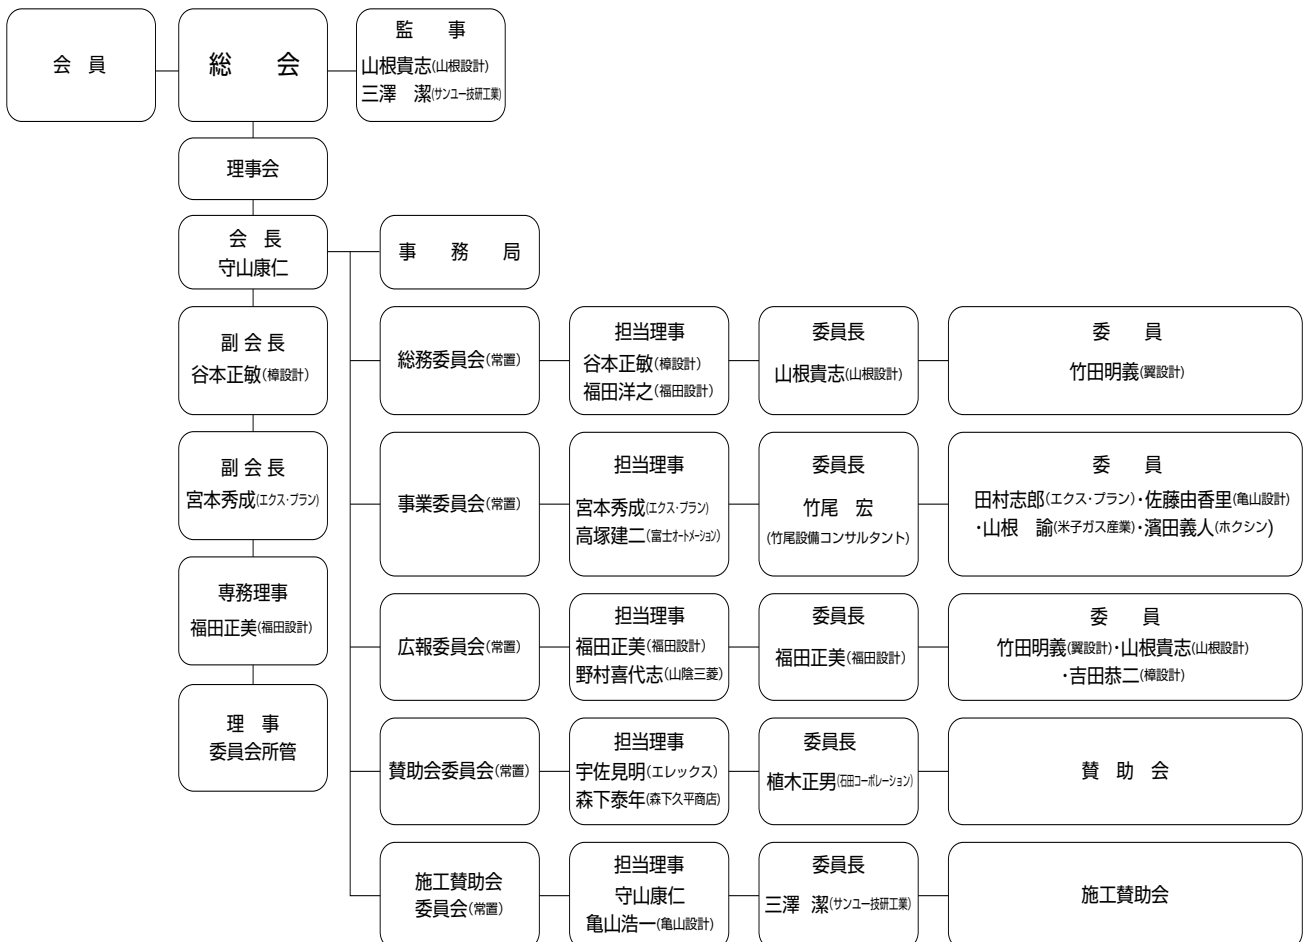 会　員
総　会
監　事
山根貴志(山根設計)
三澤　潔(サンユー技研工業)
理事会
会　長
守山康仁
事　務　局
副 会 長
谷本正敏(樟設計)
総務委員会(常置)
担当理事
谷本正敏(樟設計)
福田洋之(福田設計)
委員長
山根貴志(山根設計)
委　員
竹田明義(翼設計)
副 会 長
宮本秀成(エクス・プラン)
事業委員会(常置)
担当理事
宮本秀成(エクス・プラン)
高塚建二(富士オートメーション)
委員長
竹尾　宏
(竹尾設備コンサルタント)
委　員
田村志郎(エクス・プラン)・佐藤由香里(亀山設計)
・山根　諭(米子ガス産業)・濱田義人(ホクシン)
専務理事
福田正美(福田設計)
広報委員会(常置)
担当理事
福田正美(福田設計)
野村喜代志(山陰三菱)
委員長
福田正美(福田設計)
委　員
竹田明義(翼設計)・山根貴志(山根設計)
・吉田恭二(樟設計)
理　事
委員会所管
賛助会委員会(常置)
担当理事
宇佐見明(エレックス)
森下泰年(森下久平商店)
委員長
植木正男(石田コーポレーション)
賛　助　会
施工賛助会
委員会(常置)
担当理事
守山康仁
亀山浩一(亀山設計)
委員長
三澤　潔(サンユー技研工業)
施工賛助会